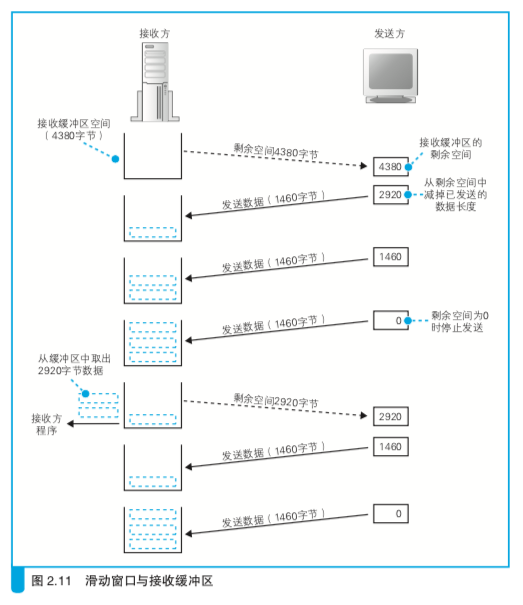 接收方
发送方
接收缓冲区空间
（4380字节）
剩余空间4380字节
接收缓冲区的
剩余空间
4380
从剩余空间中
减掉已发送的
数据长度
2920
发送数据（1460字节）
发送数据（1460字节）
1460
发送数据（1460字节）
0
剩余空间为0
时停止发送
从缓冲区中取出
2920字节数据
接收方
程序
剩余空间2920字节
2920
发送数据（1460字节）
1460
发送数据（1460字节）
0
图 2.11 滑动窗口与接收缓冲区